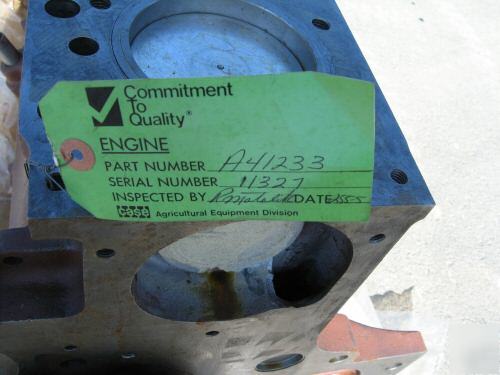 Commitment
To
Quality®
ENGINE
PART NUMBER A41233
SERIAL NUMBER 11327
INSPECTED BY DATE
case Agricultural Equipment Division